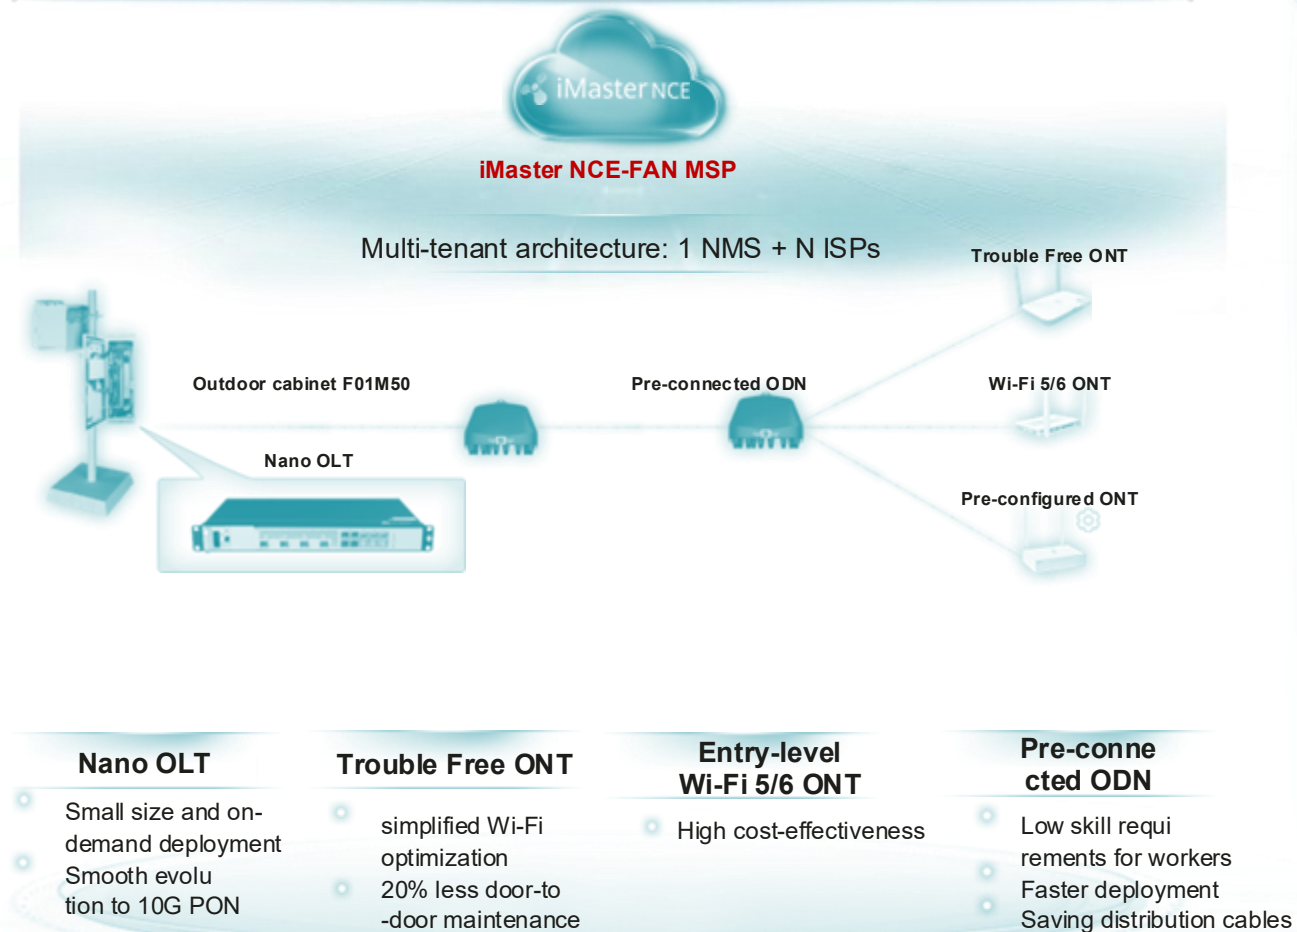 iMaster NCE
iMaster NCE-FAN MSP
Multi-tenant architecture: 1 NMS + N ISPs
Trouble Free ONT
Outdoor cabinet F01M50
Pre-connected ODN
Wi-Fi 5/6 ONT
Nano OLT
Pre-configured ONT
Nano OLT
Small size and on-
demand deployment
Smooth evolu
tion to 10G PON
Trouble Free ONT
simplified Wi-Fi
optimization
20% less door-to
-door maintenance
Entry-level
Wi-Fi 5/6 ONT
High cost-effectiveness
Pre-conne
cted ODN
Low skill requi
rements for workers
Faster deployment
Saving distribution cables